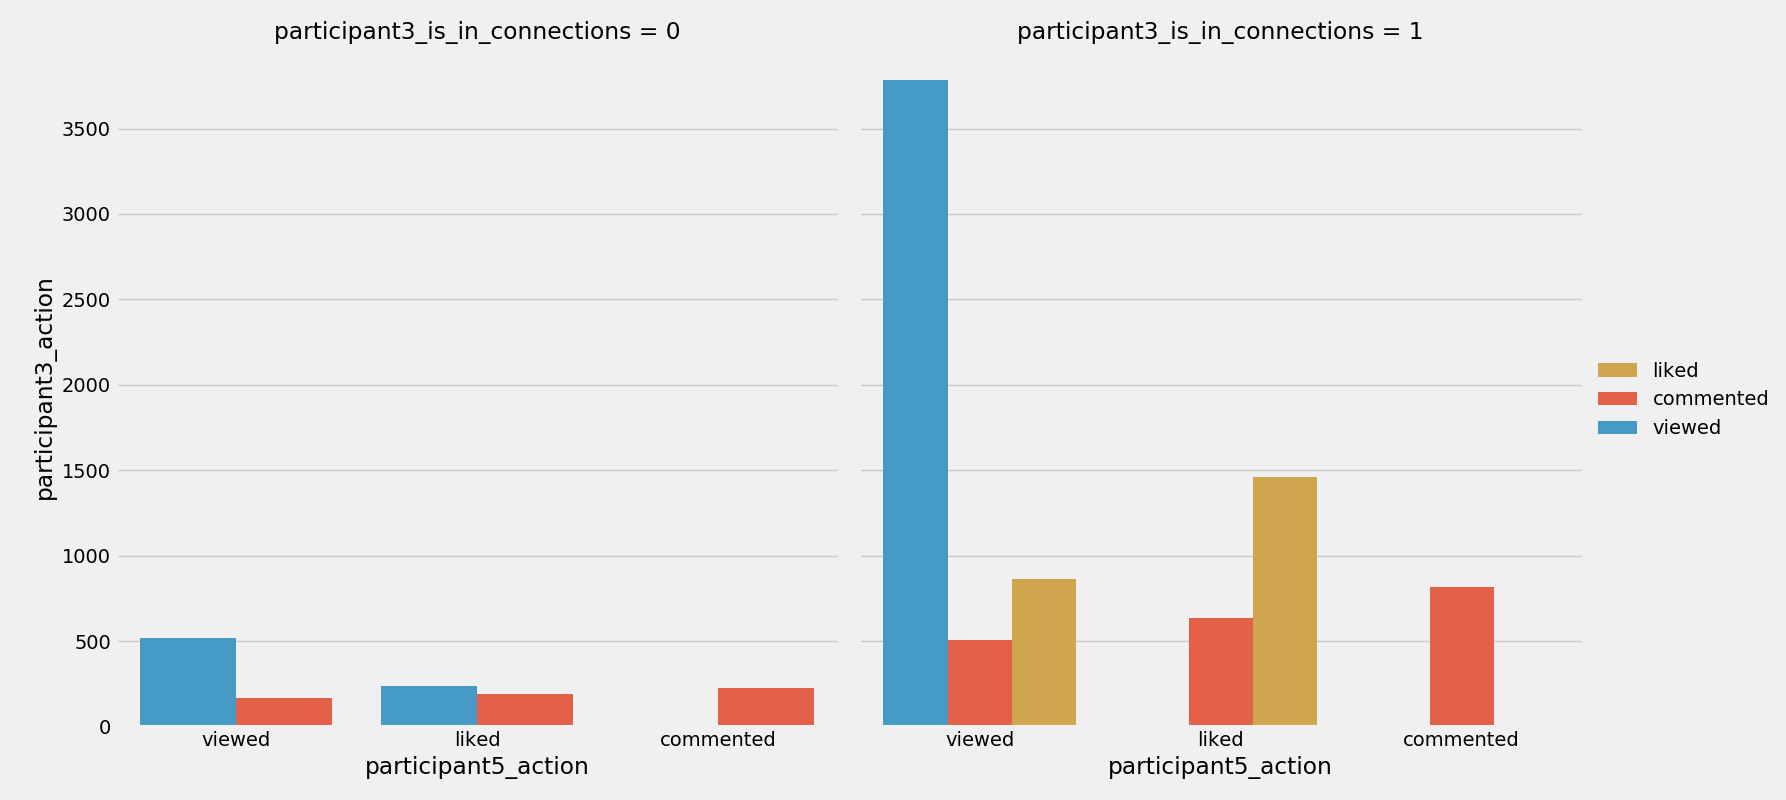 participant3_is_in_connections = 0
participant3_is_in_connections = 1
participant3_action
3500
3000
2500
2000
1500
1000
500
0
viewed
liked
commented
participant5_action
viewed
liked
commented
participant5_action
liked
commented
viewed